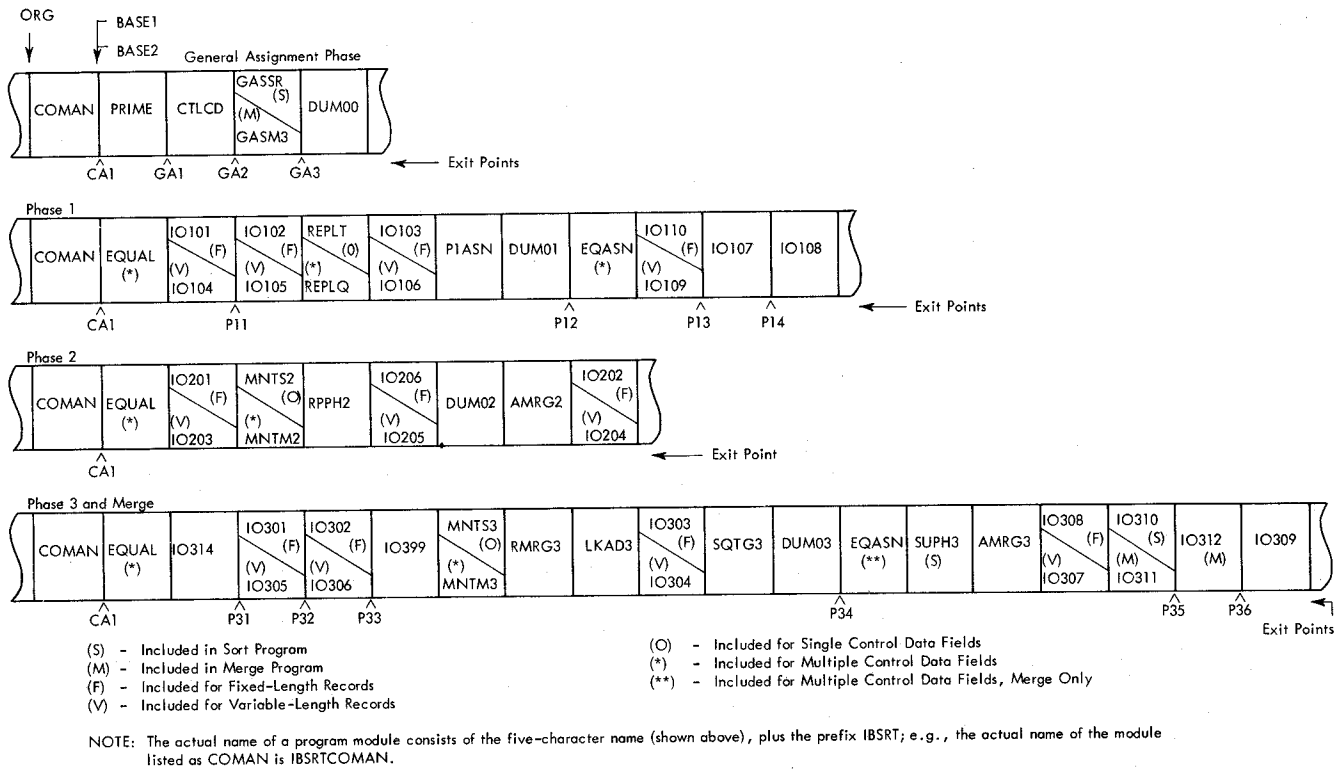 ORG
BASE1
BASE2
General Assignment Phase
COMAN
PRIME
CTLCD
GASSR
(S)
(M)
GASM3
DUM00
CA1
GA1
GA2
GA3
Exit Points
Phase 1
COMAN
EQUAL
(*)
IO101
(F)
(V)
IO104
IO102
(F)
(V)
IO105
REPLT
(0)
(*)
REPLQ
IO103
(F)
(V)
IO106
P1ASN
DUM01
EQASN
(*)
IO110
(F)
(V)
IO109
IO107
IO108
CA1
P11
P12
P13
P14
Exit Points
Phase 2
COMAN
EQUAL
(*)
IO201
(F)
(V)
IO203
MNTS2
(O)
(*)
MNTM2
RPPH2
IO206
(F)
(V)
IO205
DUM02
AMRG2
IO202
(F)
(V)
IO204
CA1
Exit Point
Phase 3 and Merge
COMAN
EQUAL
(*)
IO314
IO301
(F)
(V)
IO305
IO302
(F)
(V)
IO306
IO399
MNTS3
(O)
(*)
MNTM3
RMRG3
LKAD3
IO303
(F)
(V)
IO304
SQTG3
DUM03
EQASN
(**)
SUPH3
(S)
AMRG3
IO308
(F)
(V)
IO307
IO310
(S)
(M)
IO311
IO312
(M)
IO309
CA1
P31
P32
P33
P34
P35
P36
Exit Points
(S) - Included in Sort Program
(M) - Included in Merge Program
(F) - Included for Fixed-Length Records
(V) - Included for Variable-Length Records
(O) - Included for Single Control Data Fields
(*) - Included for Multiple Control Data Fields
(**) - Included for Multiple Control Data Fields, Merge Only
NOTE: The actual name of a program module consists of the five-character name (shown above), plus the prefix IBSRT; e.g., the actual name of the module
listed as COMAN is IBSRTCOMAN.